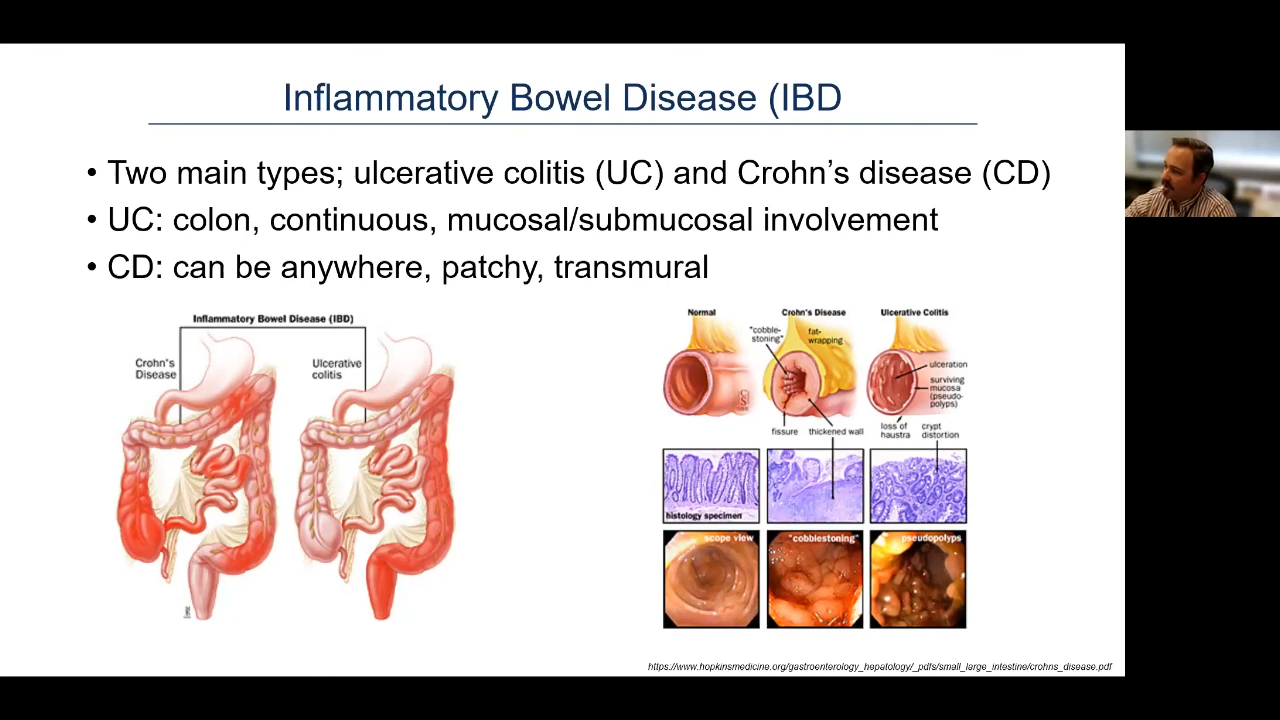 Inflammatory Bowel Disease (IBD
• Two main types; ulcerative colitis (UC) and Crohn’s disease (CD)
• UC: colon, continuous, mucosal/submucosal involvement
• CD: can be anywhere, patchy, transmural
Inflammatory Bowel Disease (IBD)
Crohn's
Disease
Ulcerative
colitis
Normal
Crohn's Disease
Ulcerative Colitis
"cobble-
stoning"
fat-
wrapping
ulceration
surviving
mucosa
(pseudo-
polyps)
fissure
thickened wall
loss of
haustra
crypt
distortion
histology specimen
scope view
"cobblestoning"
pseudopolyps
https://www.hopkinsmedicine.org/gastroenterology_hepatology/_pdfs/small_large_intestine/crohns_disease.pdf